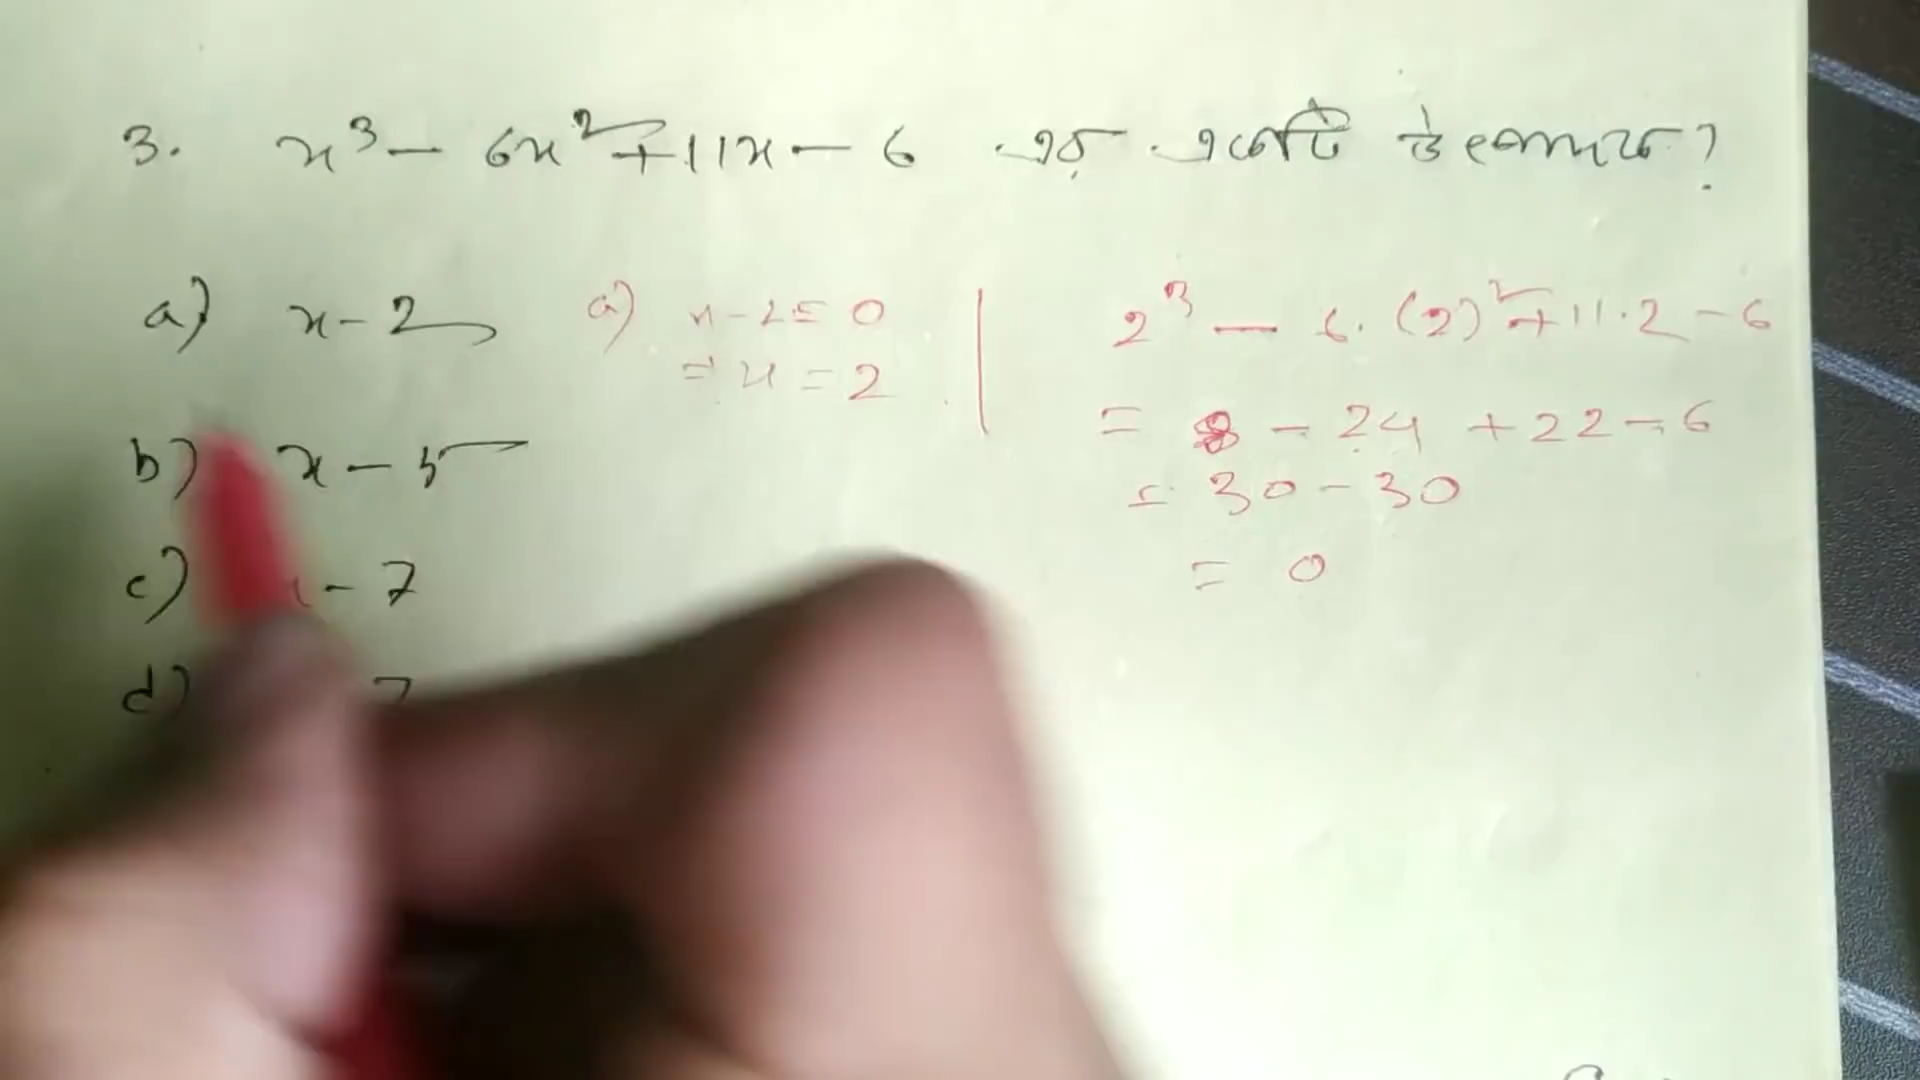 3. x³ - 6x² + 11x - 6 এর একটি উৎপাদক?
a) x - 2
a) x - 2 = 0
= x = 2
2³ - 6.(2)² + 11.2 - 6
= 8 - 24 + 22 - 6
= 30 - 30
= 0
b) x - 5
c) - 7
d) 7